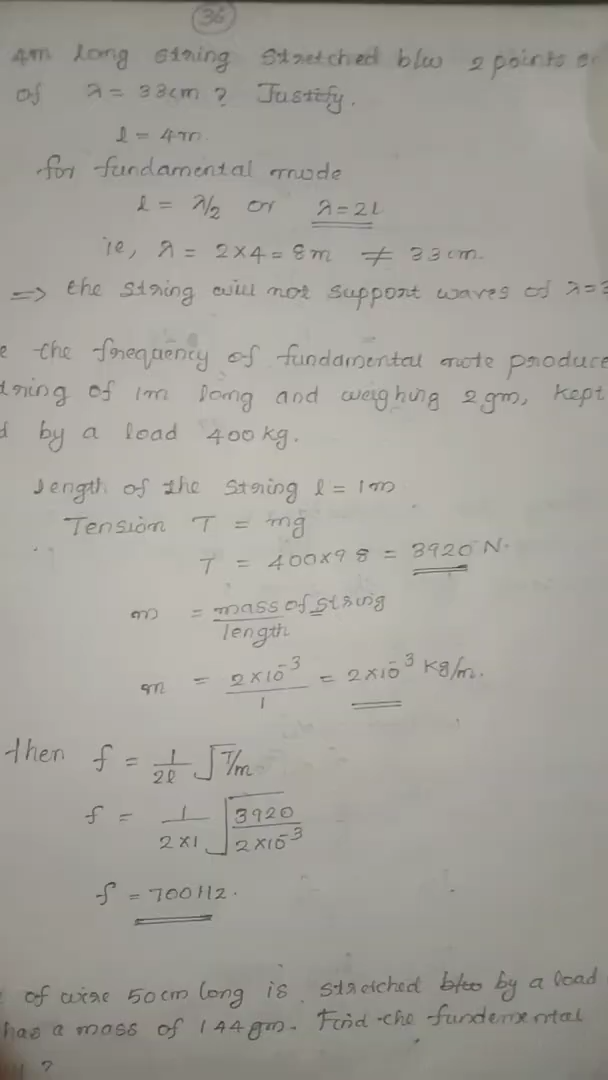 36
4m long string stretched b/w 2 points
of λ = 33cm ? Justify.
l = 4m.
for fundamental mode
l = λ/2 or λ = 2l
ie, λ = 2×4 = 8m ≠ 33cm.
=> the string will not support waves of λ = 3
the frequency of fundamental note produce
string of 1m long and weighing 2gm, kept
by a load 400kg.
length of the string l = 1m
Tension T = mg
T = 400×9 8 = 3920 N.
m = mass of string
length
m = 2×10⁻³ = 2×10⁻³ kg/m.
1
then f = 1/2l √T/m
f = 1/2×1 √3920/2×10⁻³
f = 700HZ.
of wire 50cm long is stretched by a load
has a mass of 144gm. Find the fundemental
?